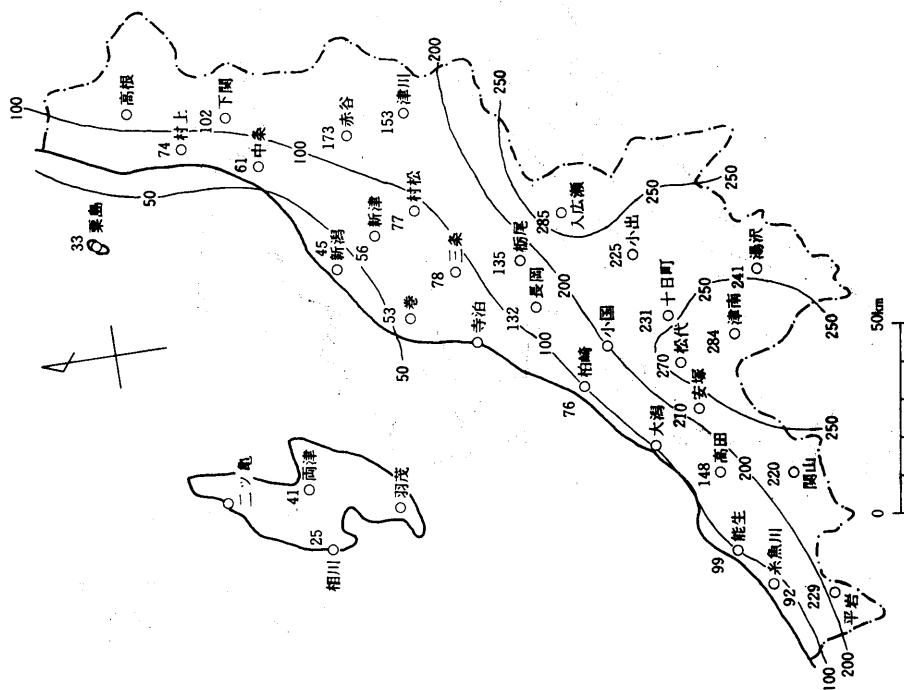 100
高根
村上
74
下関
102
中条
61
赤谷
173
津川
153
100
200
250
50
粟島
33
新潟
45
新津
56
村松
77
三条
78
巻
53
50
寺泊
栃尾
135
長岡
132
200
100
入広瀬
285
小出
225
250
250
湯沢
241
十日町
231
250
津南
284
250
松代
270
小国
柏崎
76
安塚
210
大潟
高田
148
200
関山
220
250
能生
99
糸魚川
92
平岩
229
100
200
二ツ亀
両津
41
相川
25
羽茂
0
50km